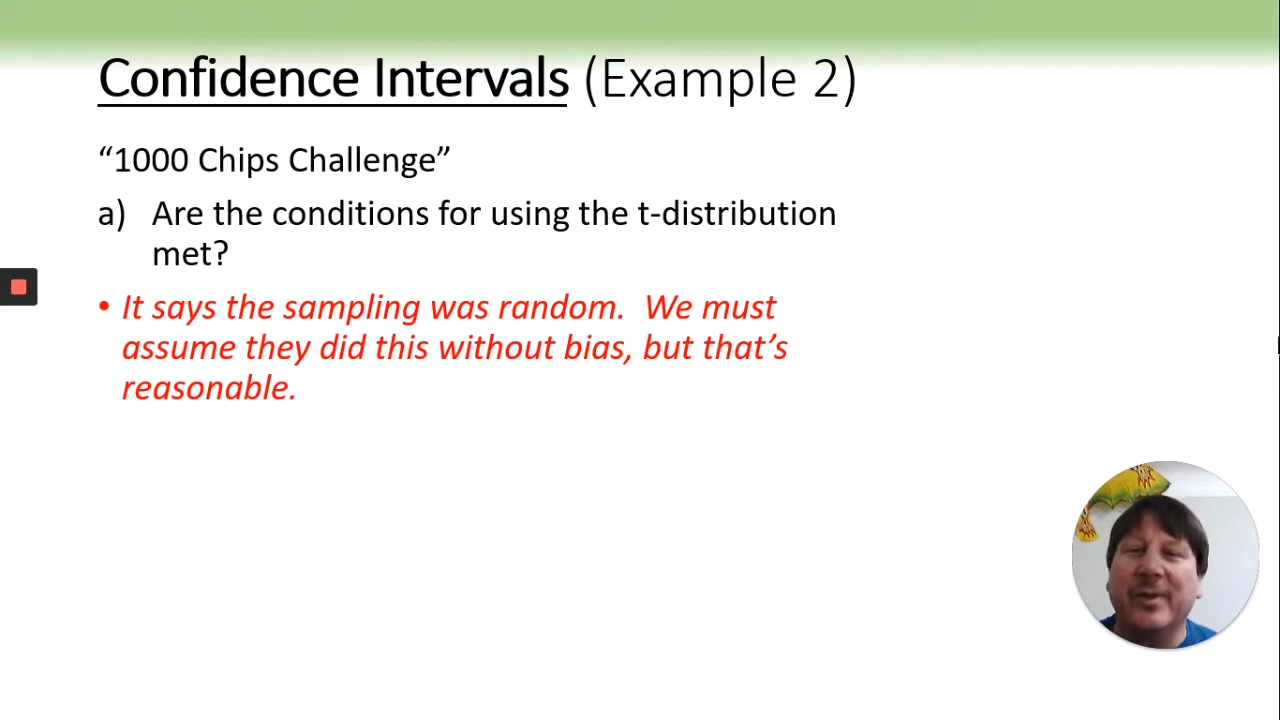 Confidence Intervals (Example 2)
“1000 Chips Challenge”
a) Are the conditions for using the t-distribution
met?
• It says the sampling was random.  We must
assume they did this without bias, but that’s
reasonable.